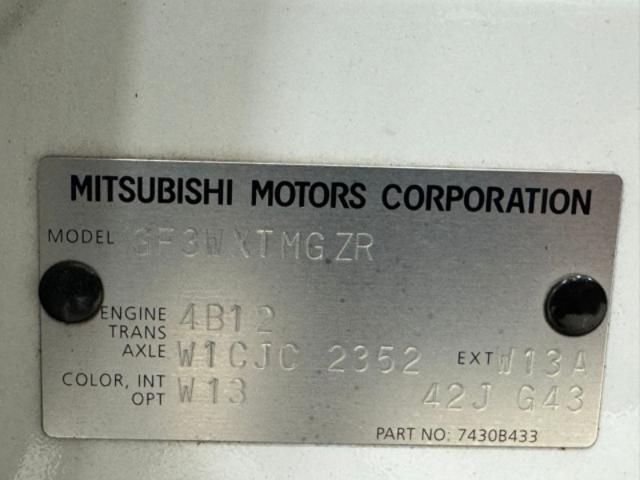 MITSUBISHI MOTORS CORPORATION
MODEL GF3WXTMGZR
ENGINE 4B12
TRANS
AXLE W1CJC 2352 EXT W13A
COLOR, INT W13
OPT 42J G43
PART NO: 7430B433